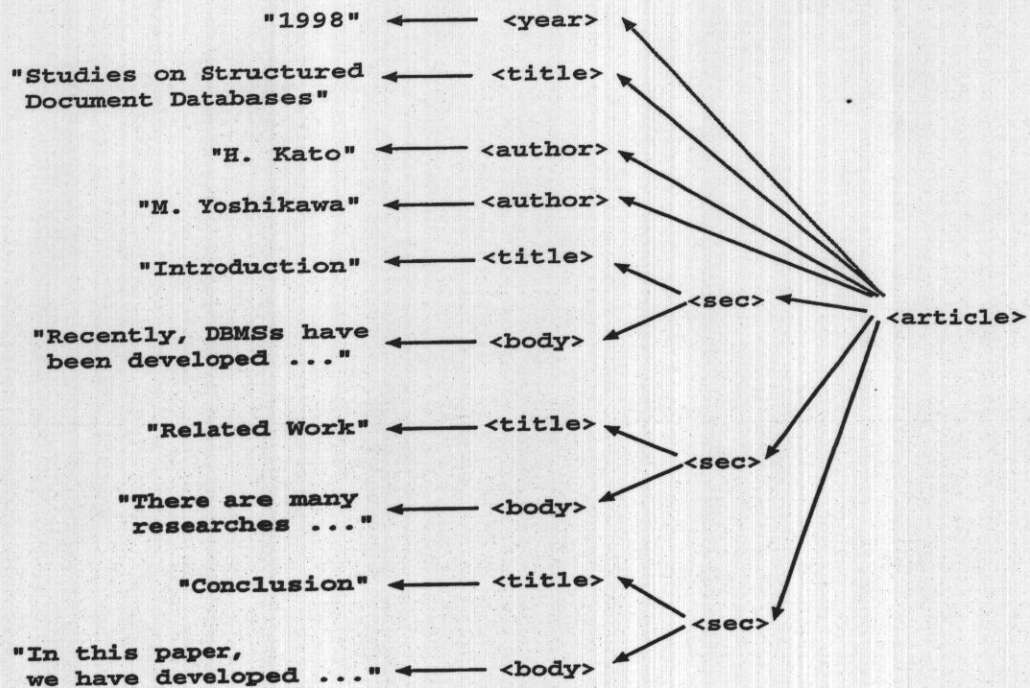 "1998" <year>
"Studies on Structured <title>
Document Databases"
"H. Kato" <author>
"M. Yoshikawa" <author>
"Introduction" <title>
<sec>
<article>
"Recently, DBMSs have <body>
been developed ..."
"Related Work" <title>
<sec>
"There are many <body>
researches ..."
"Conclusion" <title>
<sec>
"In this paper, <body>
we have developed ..."